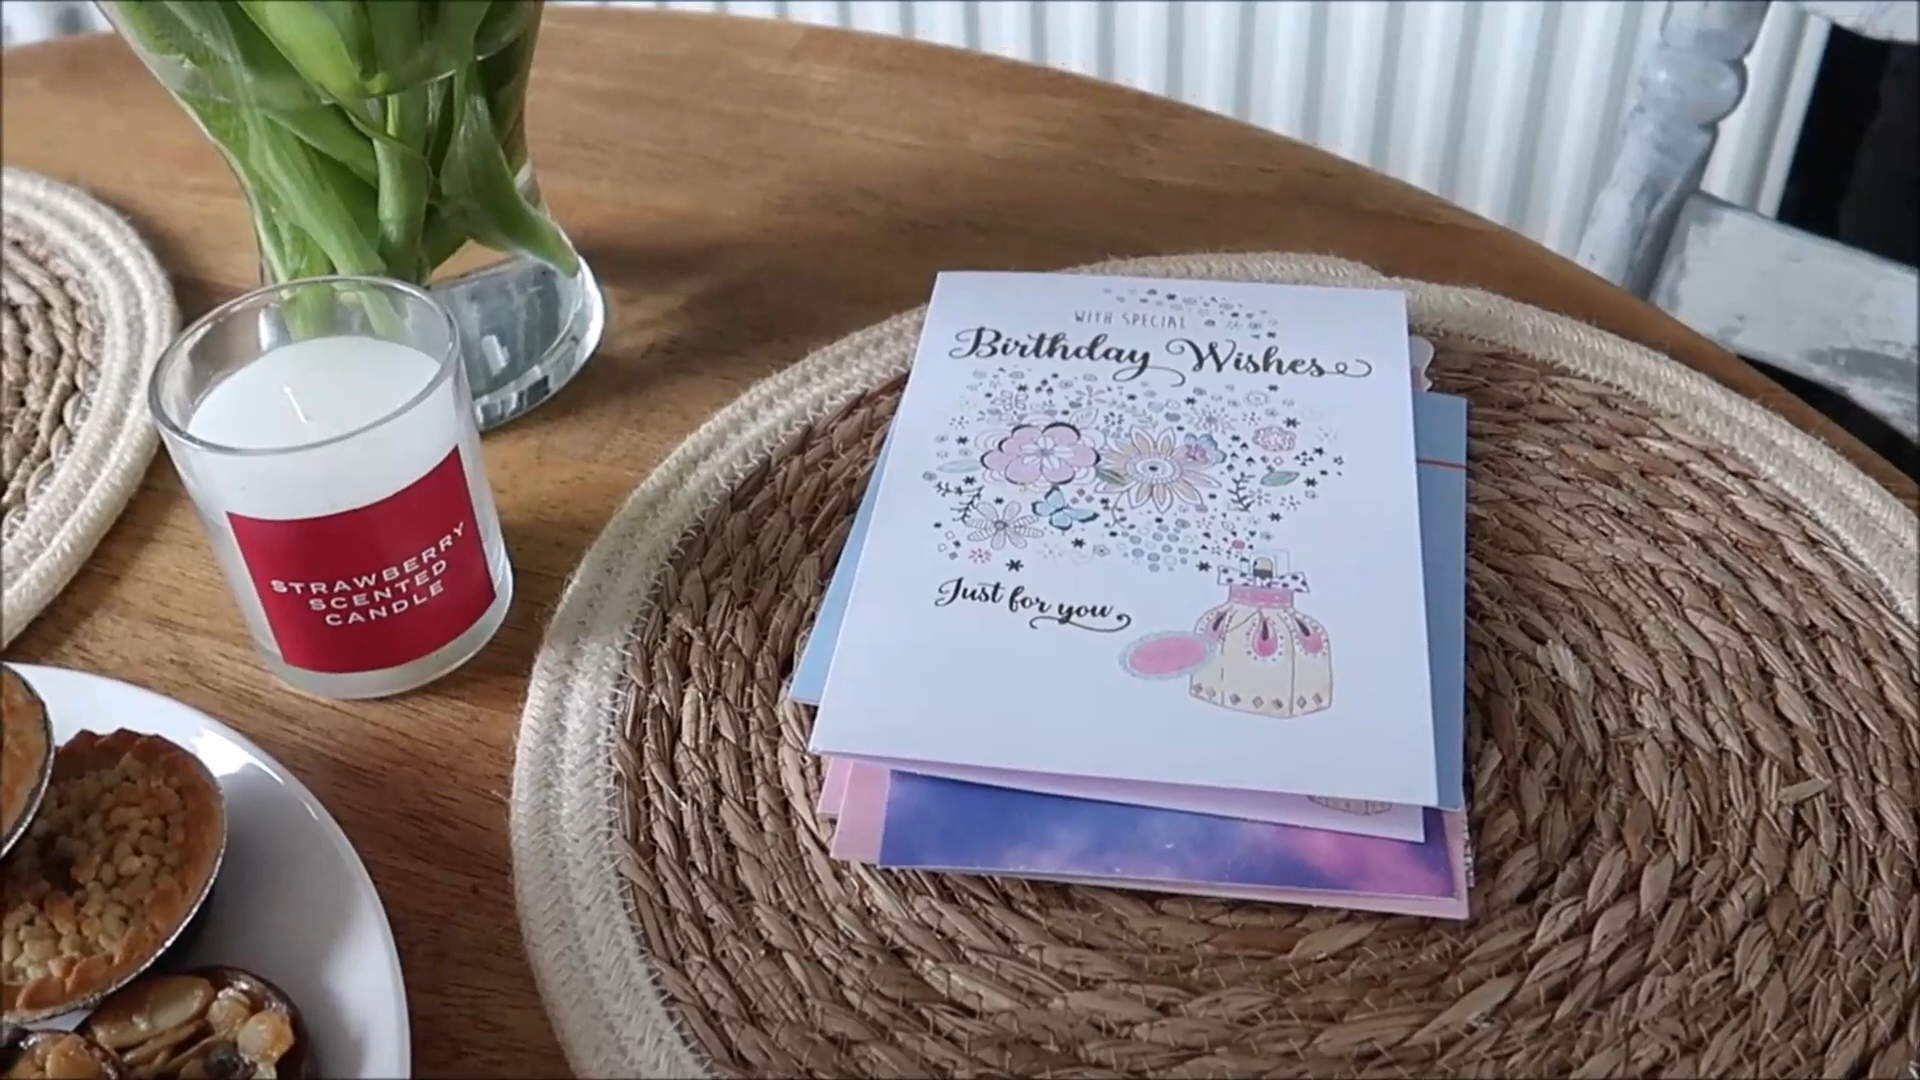 WITH SPECIAL
Birthday Wishes
Just for you
STRAWBERRY
SCENTED
CANDLE